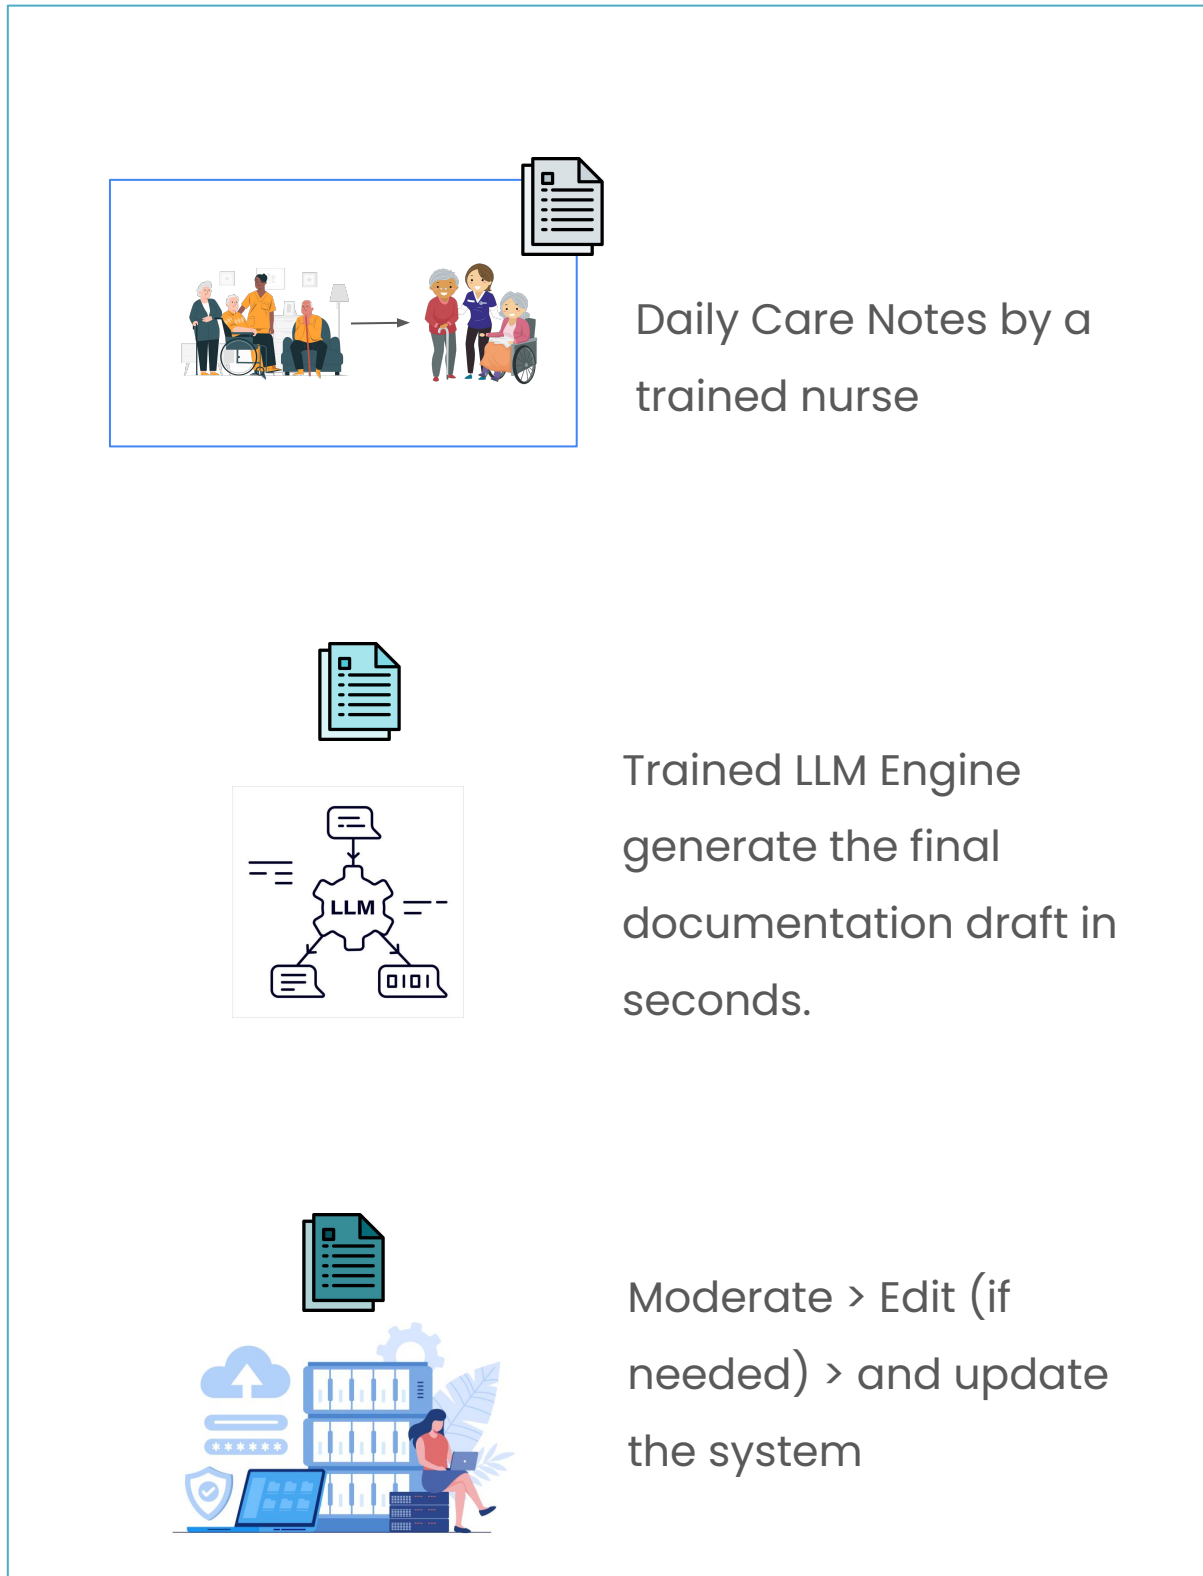 Daily Care Notes by a
trained nurse
Trained LLM Engine
generate the final
documentation draft in
seconds.
LLM
0101
Moderate > Edit (if
needed) > and update
the system
******